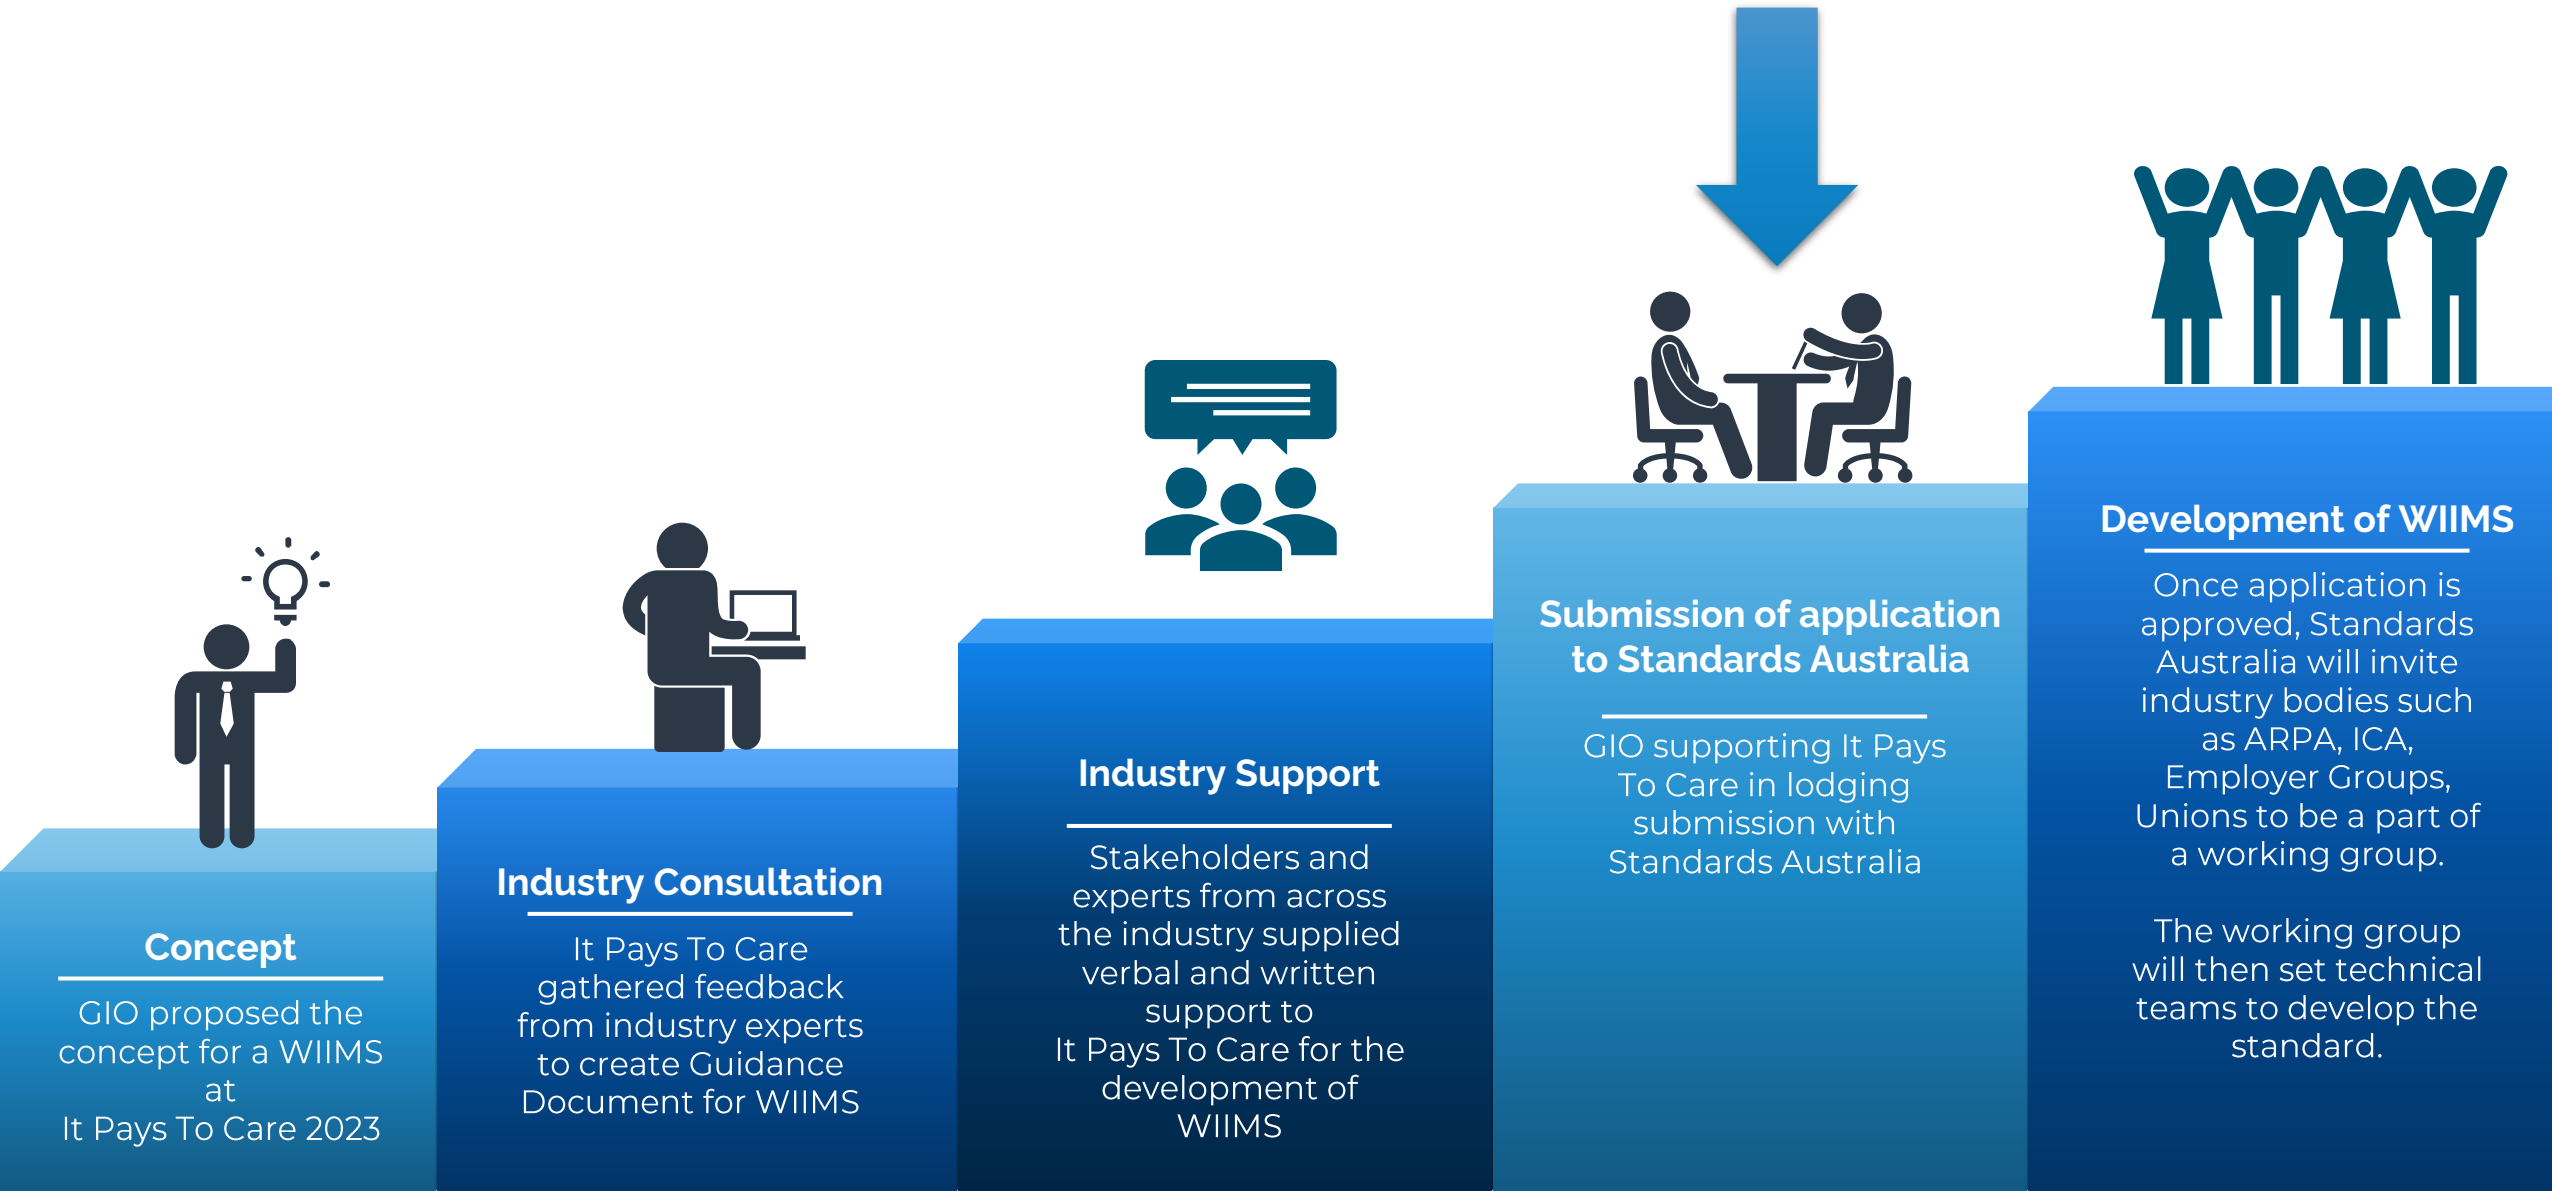 Concept
GIO proposed the
concept for a WIIMS
at
It Pays To Care 2023
Industry Consultation
It Pays To Care
gathered feedback
from industry experts
to create Guidance
Document for WIIMS
Industry Support
Stakeholders and
experts from across
the industry supplied
verbal and written
support to
It Pays To Care for the
development of
WIIMS
Submission of application
to Standards Australia
GIO supporting It Pays
To Care in lodging
submission with
Standards Australia
Development of WIIMS
Once application is
approved, Standards
Australia will invite
industry bodies such
as ARPA, ICA,
Employer Groups,
Unions to be a part of
a working group.
The working group
will then set technical
teams to develop the
standard.